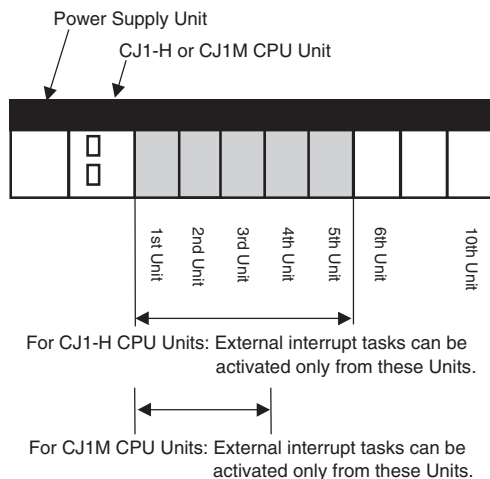 Power Supply Unit
CJ1-H or CJ1M CPU Unit
1st Unit
2nd Unit
3rd Unit
4th Unit
5th Unit
6th Unit
10th Unit
For CJ1-H CPU Units: External interrupt tasks can be
activated only from these Units.
For CJ1M CPU Units: External interrupt tasks can be
activated only from these Units.